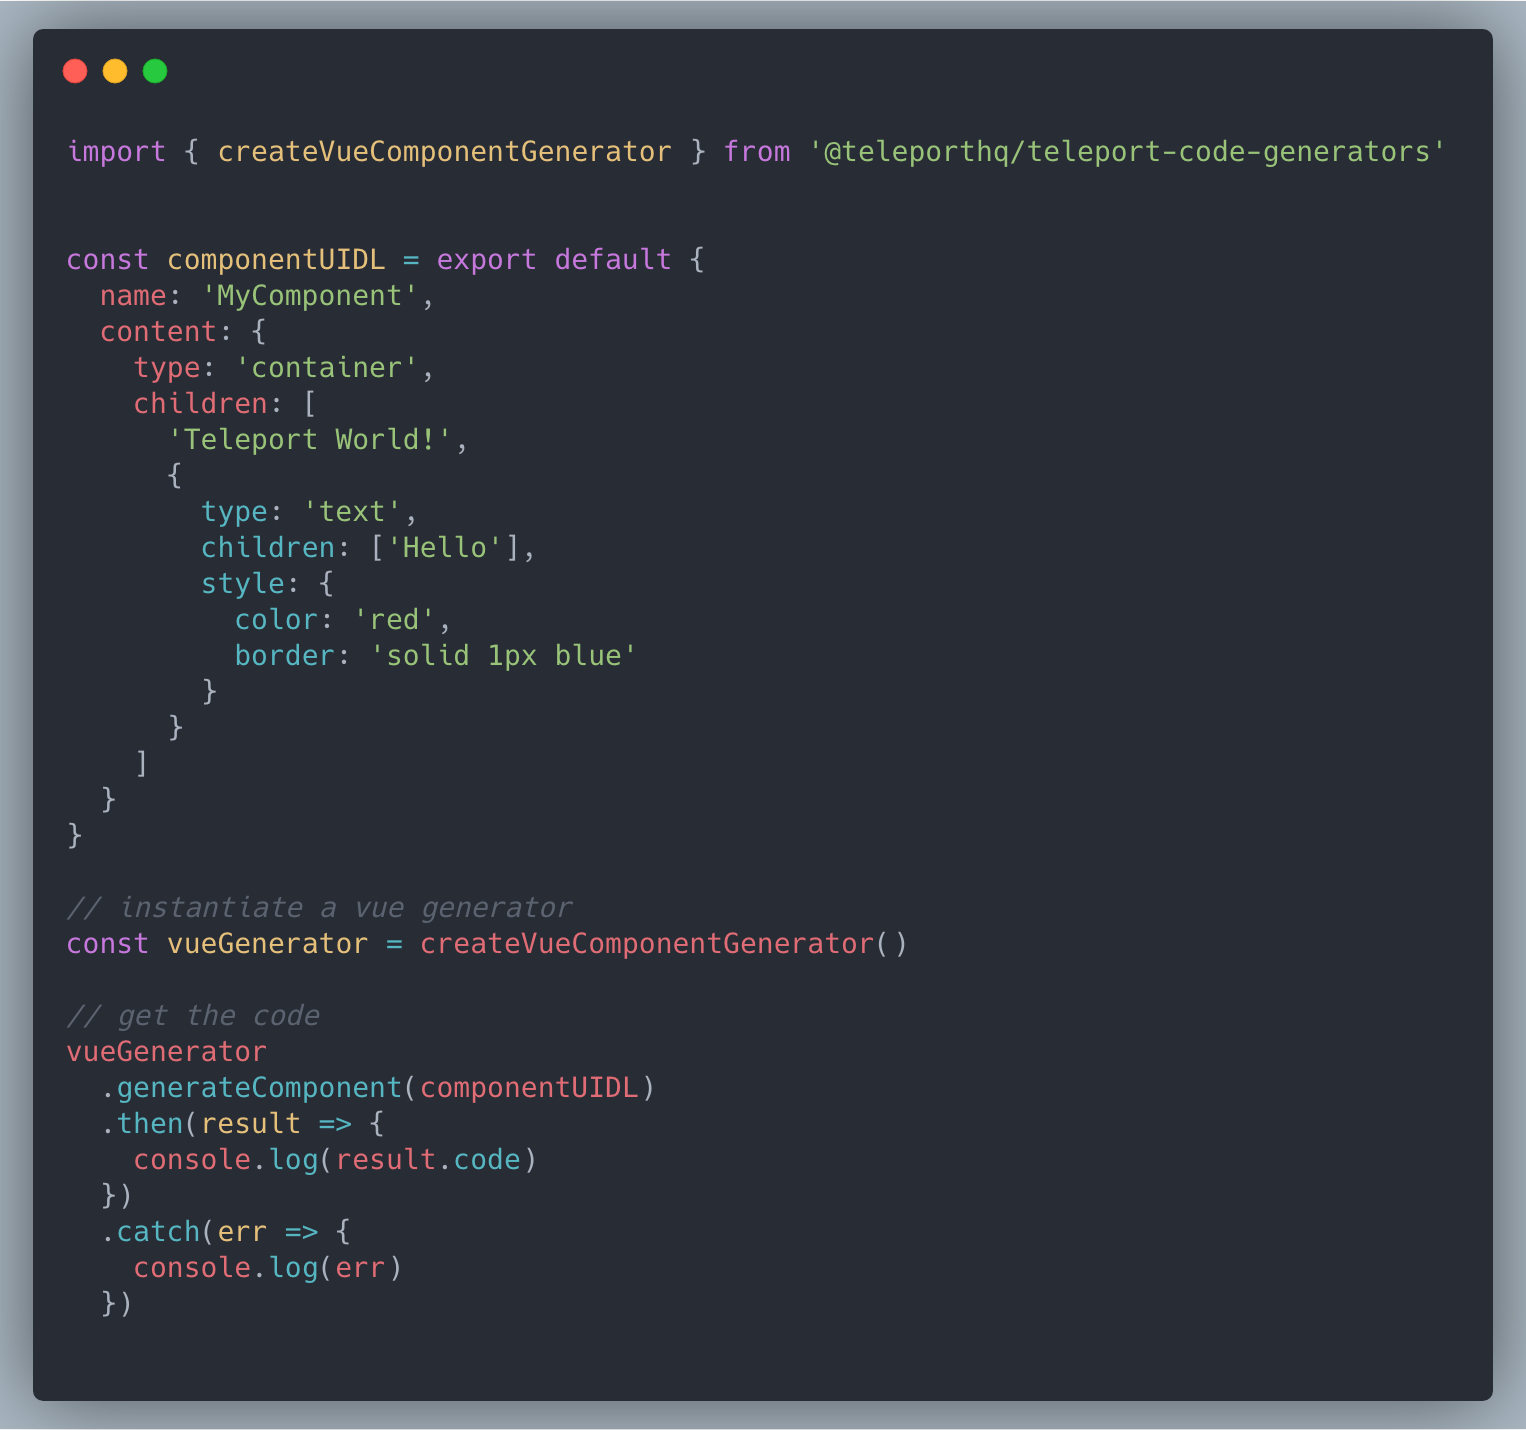 import { createVueComponentGenerator } from '@teleporthq/teleport-code-generators'
const componentUIDL = export default {
  name: 'MyComponent',
  content: {
    type: 'container',
    children: [
      'Teleport World!',
      {
        type: 'text',
        children: ['Hello'],
        style: {
          color: 'red',
          border: 'solid 1px blue'
        }
      }
    ]
  }
}
// instantiate a vue generator
const vueGenerator = createVueComponentGenerator()
// get the code
vueGenerator
  .generateComponent(componentUIDL)
  .then(result => {
    console.log(result.code)
  })
  .catch(err => {
    console.log(err)
  })